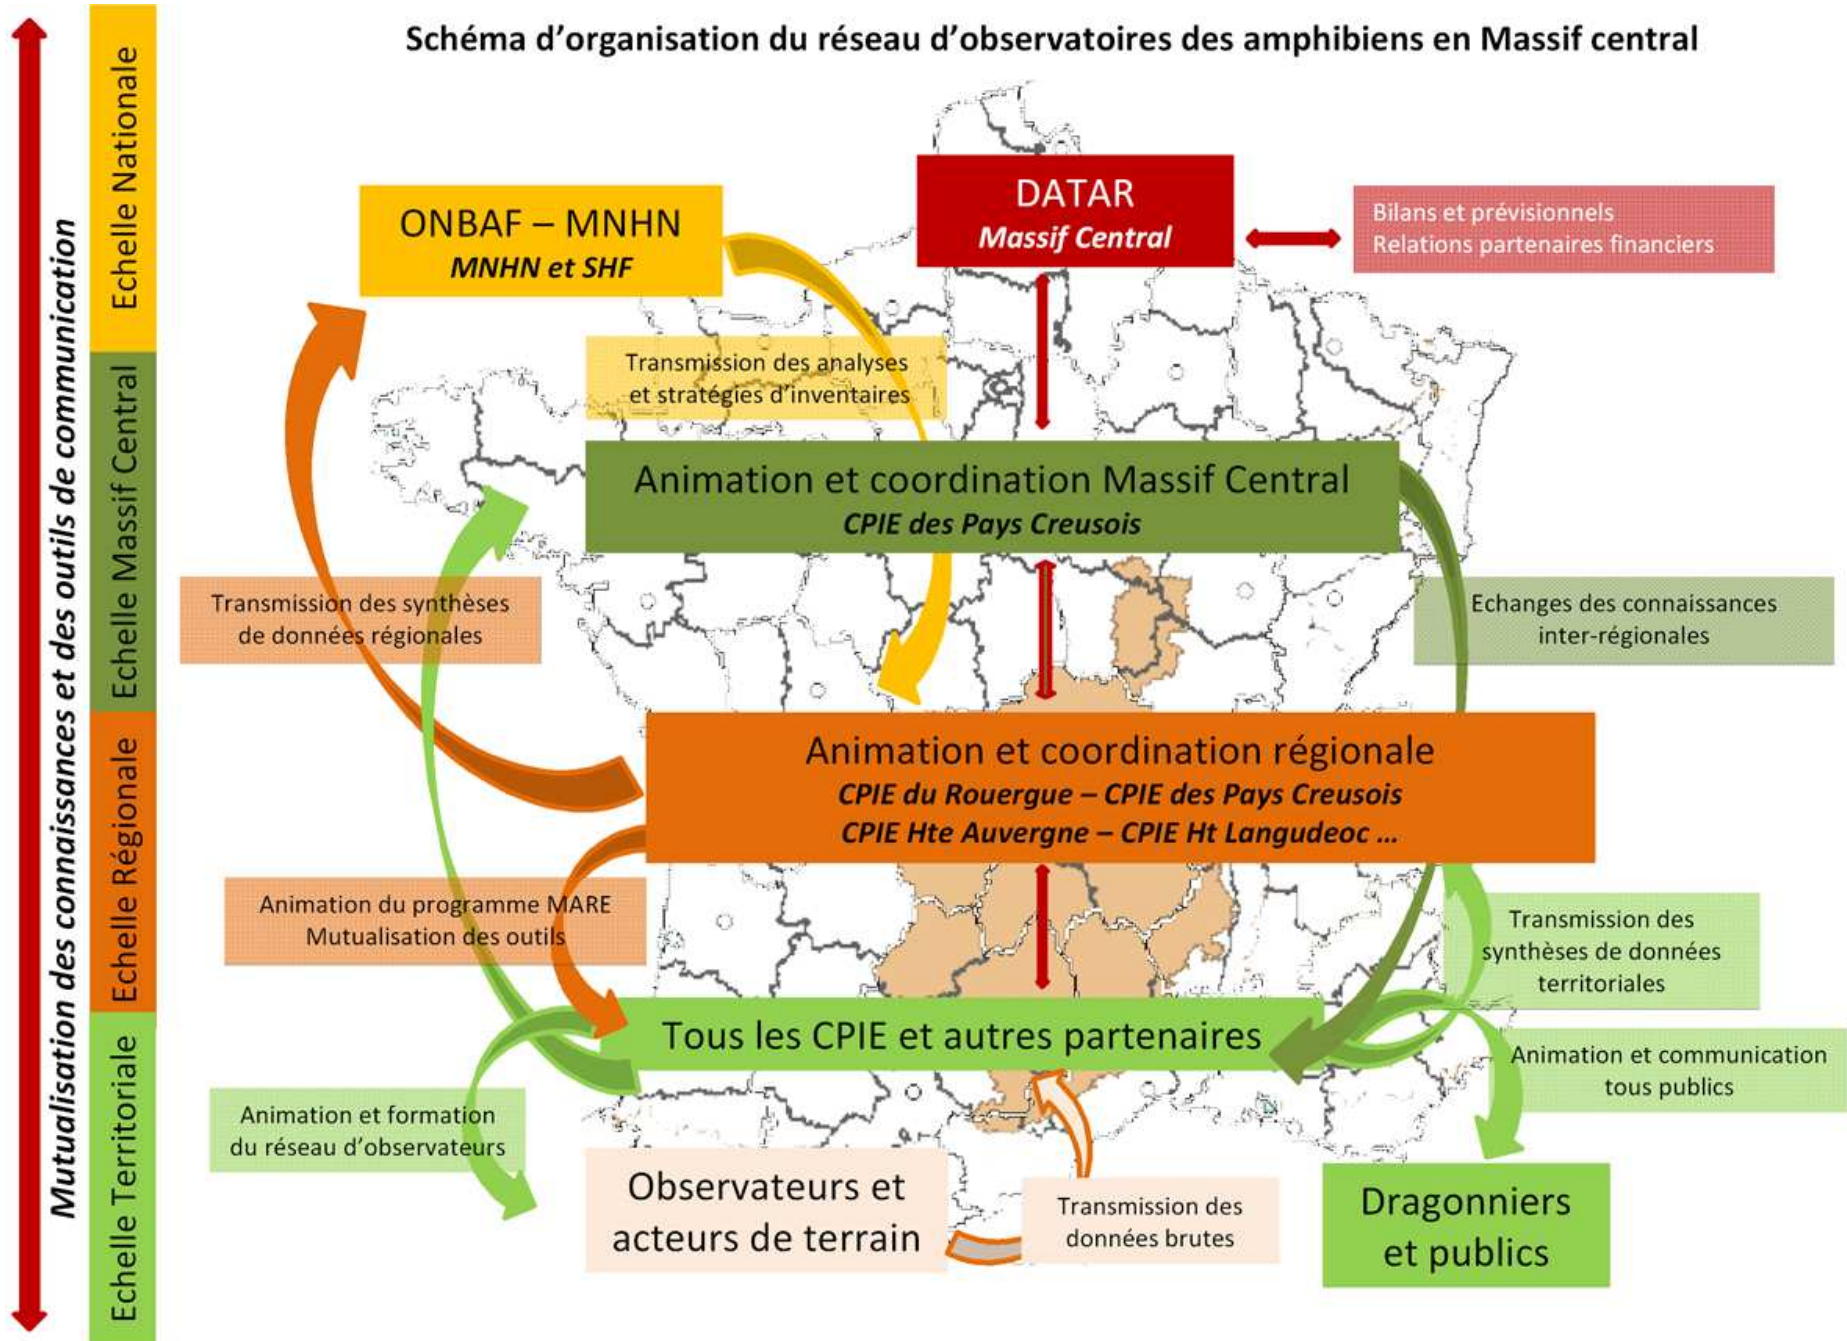 Schéma d'organisation du réseau d'observatoires des amphibiens en Massif central
Mutualisation des connaissances et des outils de communication
Echelle Nationale
Echelle Massif Central
Echelle Régionale
Echelle Territoriale
ONBAF – MNHN
MNHN et SHF
DATAR
Massif Central
Bilans et prévisionnels
Relations partenaires financiers
Transmission des analyses
et stratégies d'inventaires
Animation et coordination Massif Central
CPIE des Pays Creusois
Transmission des synthèses
de données régionales
Echanges des connaissances
inter-régionales
Animation et coordination régionale
CPIE du Rouergue – CPIE des Pays Creusois
CPIE Hte Auvergne – CPIE Ht Langudeoc ...
Animation du programme MARE
Mutualisation des outils
Transmission des
synthèses de données
territoriales
Tous les CPIE et autres partenaires
Animation et communication
tous publics
Animation et formation
du réseau d'observateurs
Observateurs et
acteurs de terrain
Transmission des
données brutes
Dragonniers
et publics